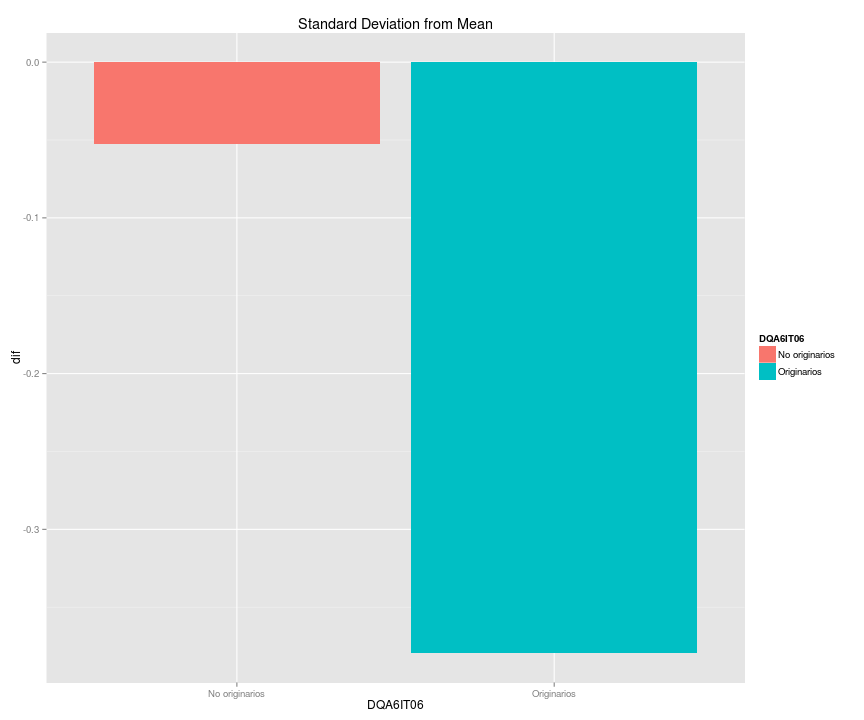 Standard Deviation from Mean
0.0
-0.1
-0.2
-0.3
dif
No originarios
Originarios
DQA6IT06
DQA6IT06
No originarios
Originarios